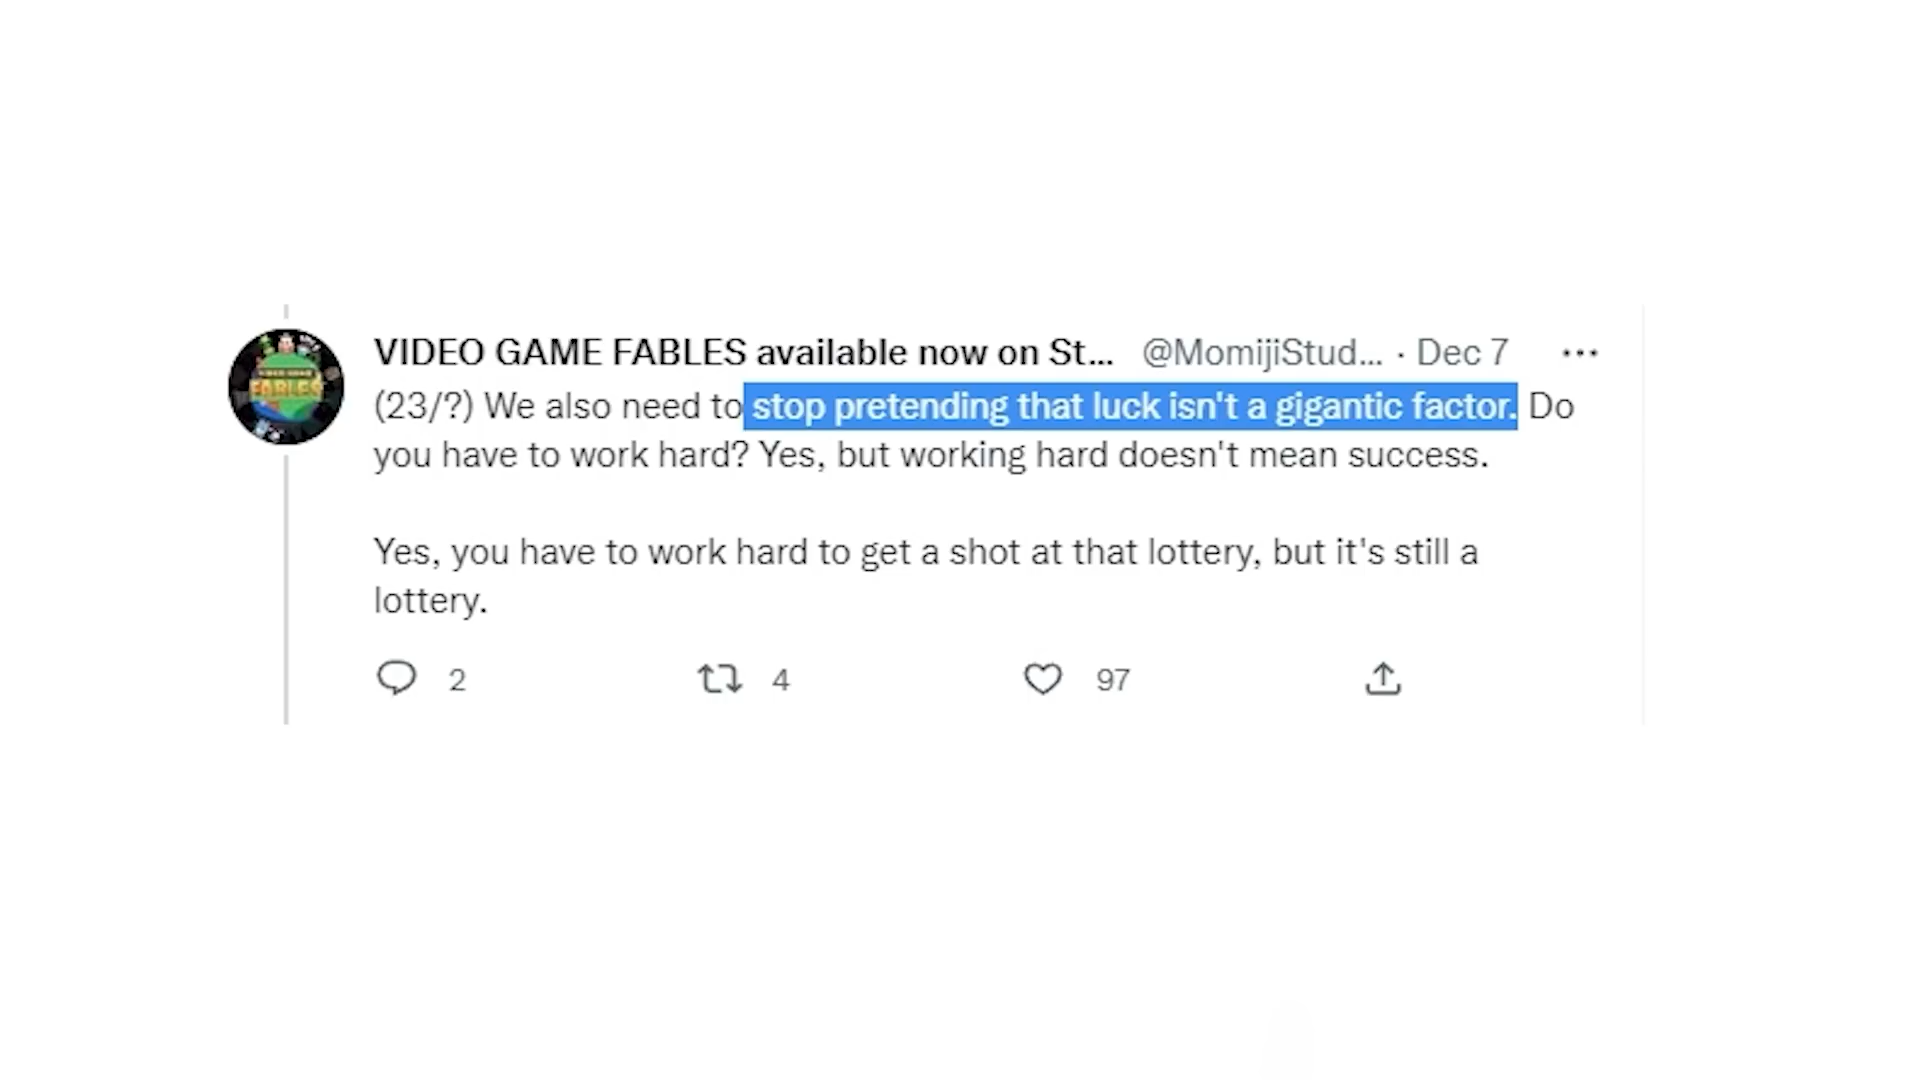 VIDEO GAME FABLES available now on St... @MomijiStud... · Dec 7 ...
(23/?) We also need to stop pretending that luck isn't a gigantic factor. Do
you have to work hard? Yes, but working hard doesn't mean success.
Yes, you have to work hard to get a shot at that lottery, but it's still a
lottery.
2 4 97
FABLES